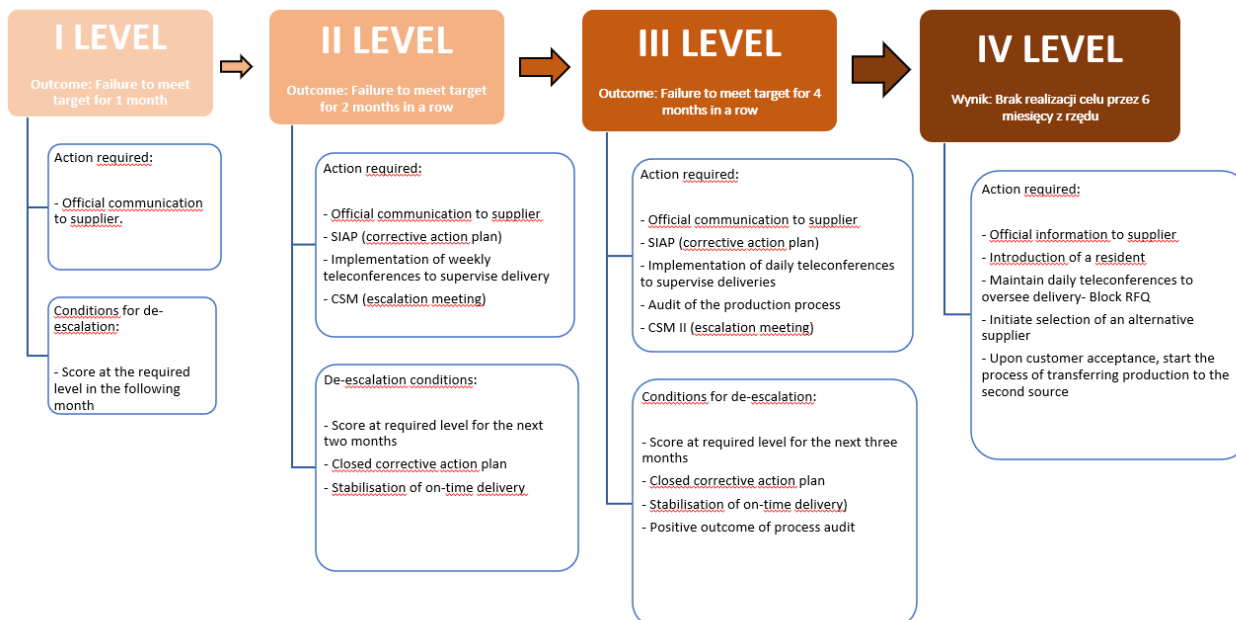 I LEVEL
Outcome: Failure to meet
target for 1 month
Action required:
- Official communication
to supplier.
Conditions for de-
escalation:
- Score at the required
level in the following
month
II LEVEL
Outcome: Failure to meet target
for 2 months in a row
Action required:
- Official communication to supplier
- SIAP (corrective action plan)
- Implementation of weekly
teleconferences to supervise delivery
- CSM (escalation meeting)
De-escalation conditions:
- Score at required level for the next
two months
- Closed corrective action plan
- Stabilisation of on-time delivery
III LEVEL
Outcome: Failure to meet target for 4
months in a row
Action required:
- Official communication to supplier
- SIAP (corrective action plan)
- Implementation of daily teleconferences
to supervise deliveries
- Audit of the production process
- CSM II (escalation meeting)
Conditions for de-escalation:
- Score at required level for the next three
months
- Closed corrective action plan
- Stabilisation of on-time delivery)
- Positive outcome of process audit
IV LEVEL
Wynik: Brak realizacji celu przez 6
miesięcy z rzędu
Action required:
- Official information to supplier
- Introduction of a resident
- Maintain daily teleconferences to
oversee delivery- Block RFQ
- Initiate selection of an alternative
supplier
- Upon customer acceptance, start the
process of transferring production to the
second source